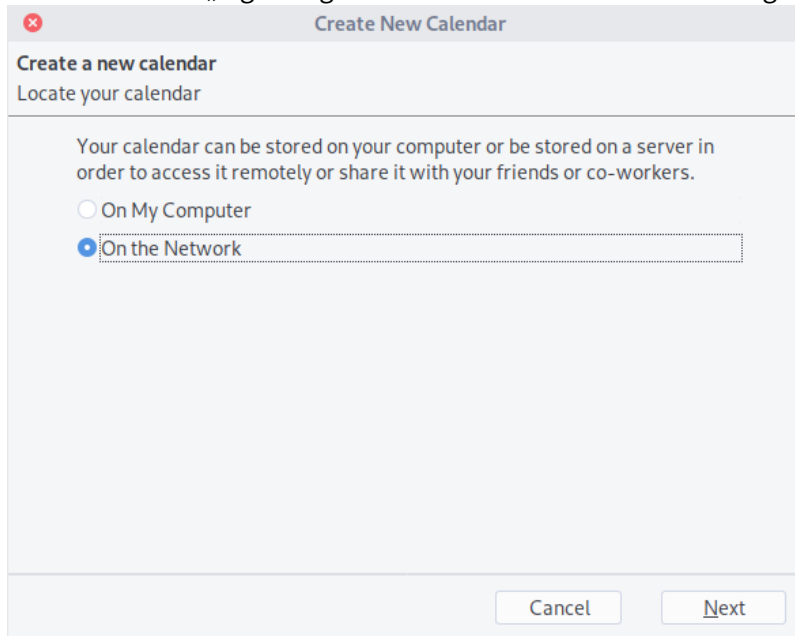 Create New Calendar
Create a new calendar
Locate your calendar
Your calendar can be stored on your computer or be stored on a server in
order to access it remotely or share it with your friends or co-workers.
On My Computer
On the Network
Cancel
Next